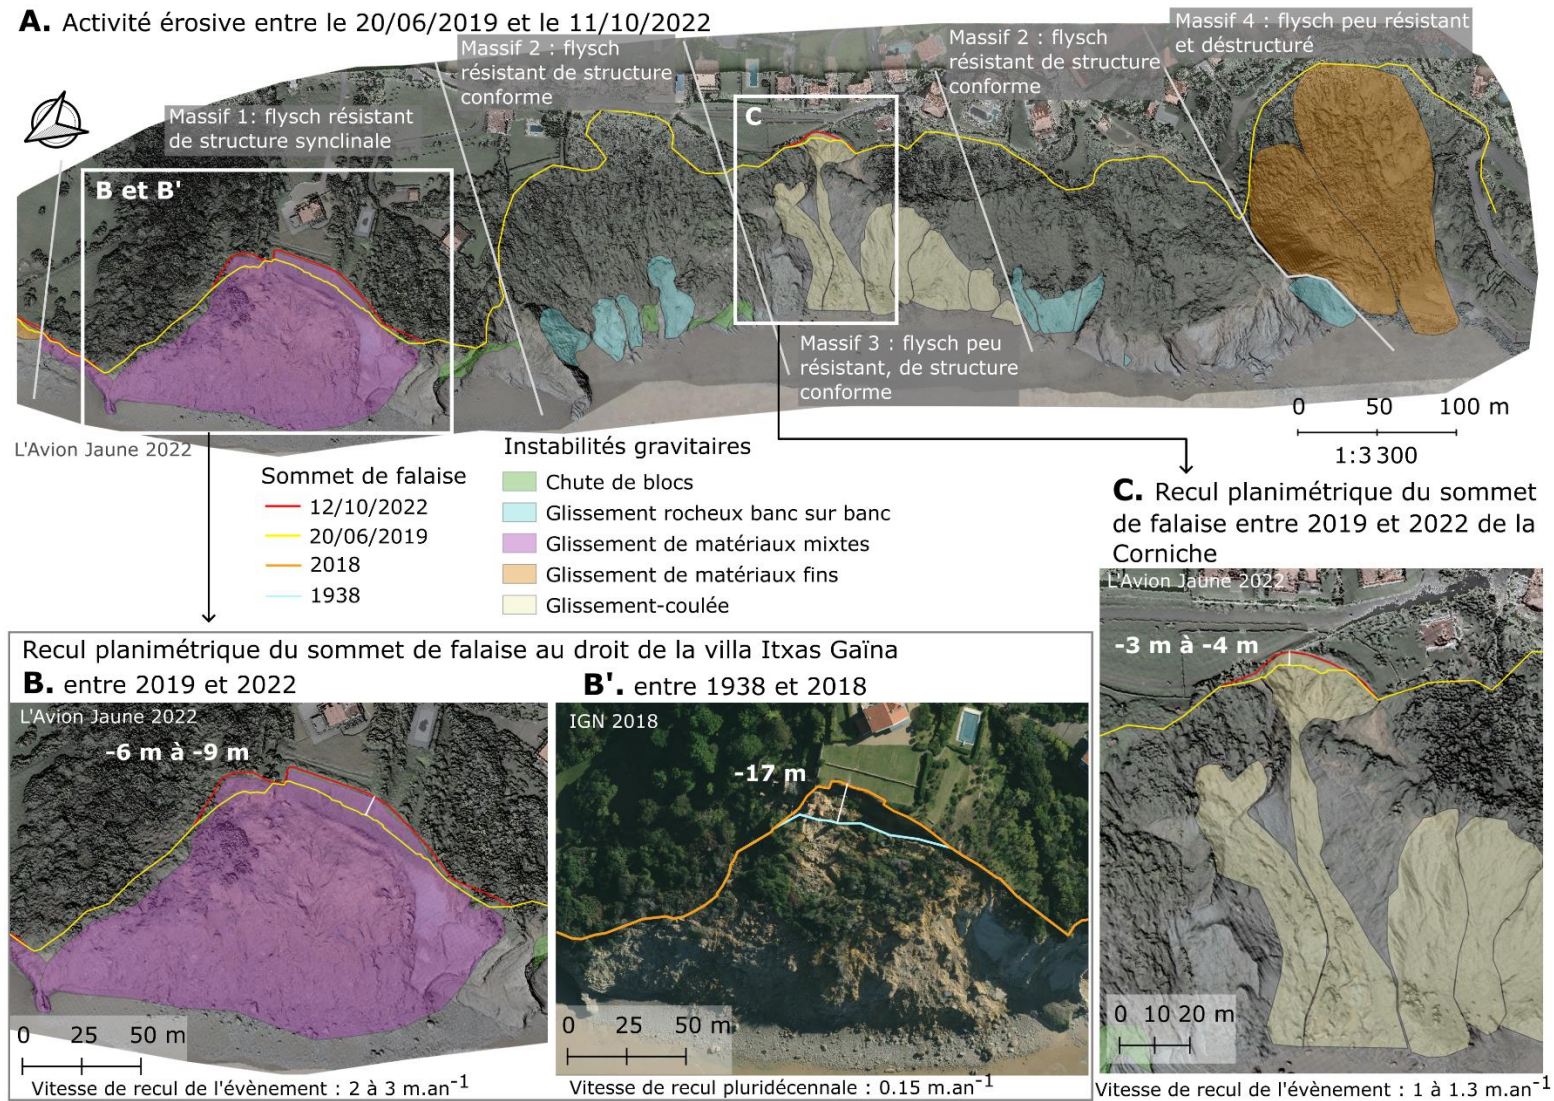 A. Activité érosive entre le 20/06/2019 et le 11/10/2022
Massif 1: flysch résistant
de structure synclinale
Massif 2 : flysch
résistant de structure
conforme
Massif 2 : flysch
résistant de structure
conforme
Massif 4 : flysch peu résistant
et déstructuré
B et B'
C
Massif 3 : flysch peu
résistant, de structure
conforme
0 50 100 m
1:3 300
L'Avion Jaune 2022
Sommet de falaise
12/10/2022
20/06/2019
2018
1938
Instabilités gravitaires
Chute de blocs
Glissement rocheux banc sur banc
Glissement de matériaux mixtes
Glissement de matériaux fins
Glissement-coulée
C. Recul planimétrique du sommet
de falaise entre 2019 et 2022 de la
Corniche
L'Avion Jaune 2022
-3 m à -4 m
0 10 20 m
Vitesse de recul de l'évènement : 1 à 1.3 m.an⁻¹
Recul planimétrique du sommet de falaise au droit de la villa Itxas Gaïna
B. entre 2019 et 2022
L'Avion Jaune 2022
-6 m à -9 m
0 25 50 m
Vitesse de recul de l'évènement : 2 à 3 m.an⁻¹
B'. entre 1938 et 2018
IGN 2018
-17 m
0 25 50 m
Vitesse de recul pluridécennale : 0.15 m.an⁻¹